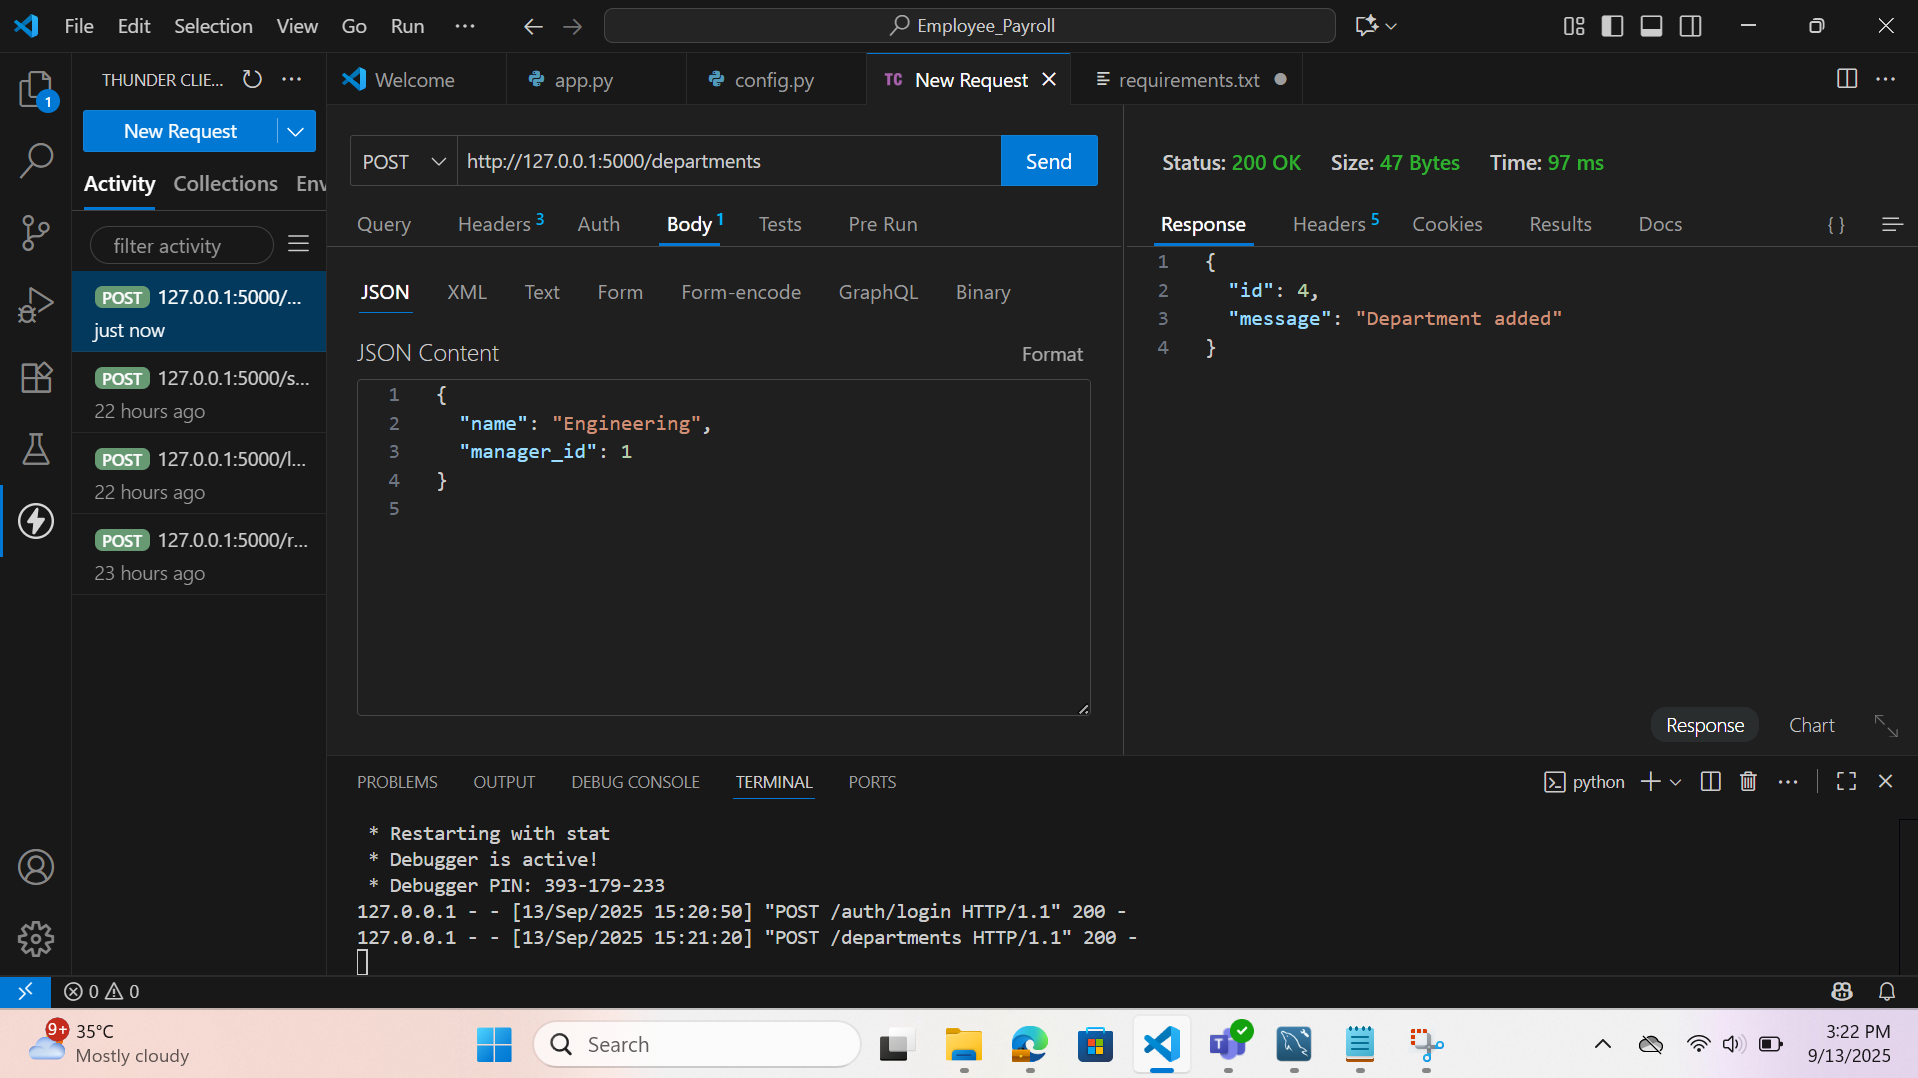 File Edit Selection View Go Run ··· Employee_Payroll
THUNDER CLIE... ···
Welcome app.py config.py TC New Request requirements.txt ···
1
New Request
Activity Collections Env
filter activity
POST 127.0.0.1:5000/...
just now
POST 127.0.0.1:5000/s...
22 hours ago
POST 127.0.0.1:5000/l...
22 hours ago
POST 127.0.0.1:5000/r...
23 hours ago
POST http://127.0.0.1:5000/departments Send
Query Headers 3 Auth Body 1 Tests Pre Run
JSON XML Text Form Form-encode GraphQL Binary
JSON Content Format
1 {
2 "name": "Engineering",
3 "manager_id": 1
4 }
5
Status: 200 OK Size: 47 Bytes Time: 97 ms
Response Headers 5 Cookies Results Docs { }
1 {
2 "id": 4,
3 "message": "Department added"
4 }
Response Chart
PROBLEMS OUTPUT DEBUG CONSOLE TERMINAL PORTS python ···
* Restarting with stat
* Debugger is active!
* Debugger PIN: 393-179-233
127.0.0.1 - - [13/Sep/2025 15:20:50] "POST /auth/login HTTP/1.1" 200 -
127.0.0.1 - - [13/Sep/2025 15:21:20] "POST /departments HTTP/1.1" 200 -
0 0
9+ 35°C
Mostly cloudy
Search
T
3:22 PM
9/13/2025